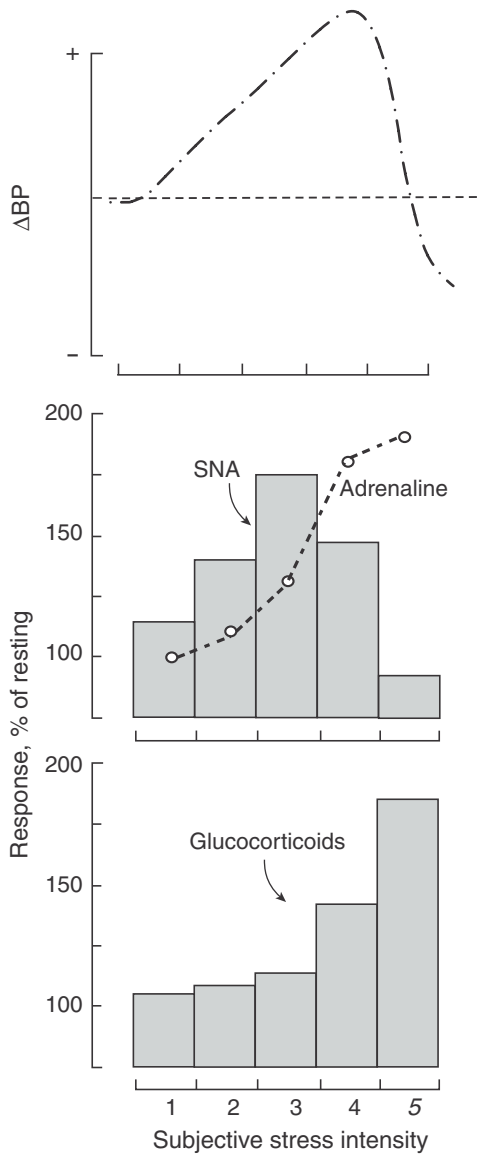 +
ΔBP
–
200
SNA
Adrenaline
150
100
Response, % of resting
200
Glucocorticoids
150
100
1 2 3 4 5
Subjective stress intensity